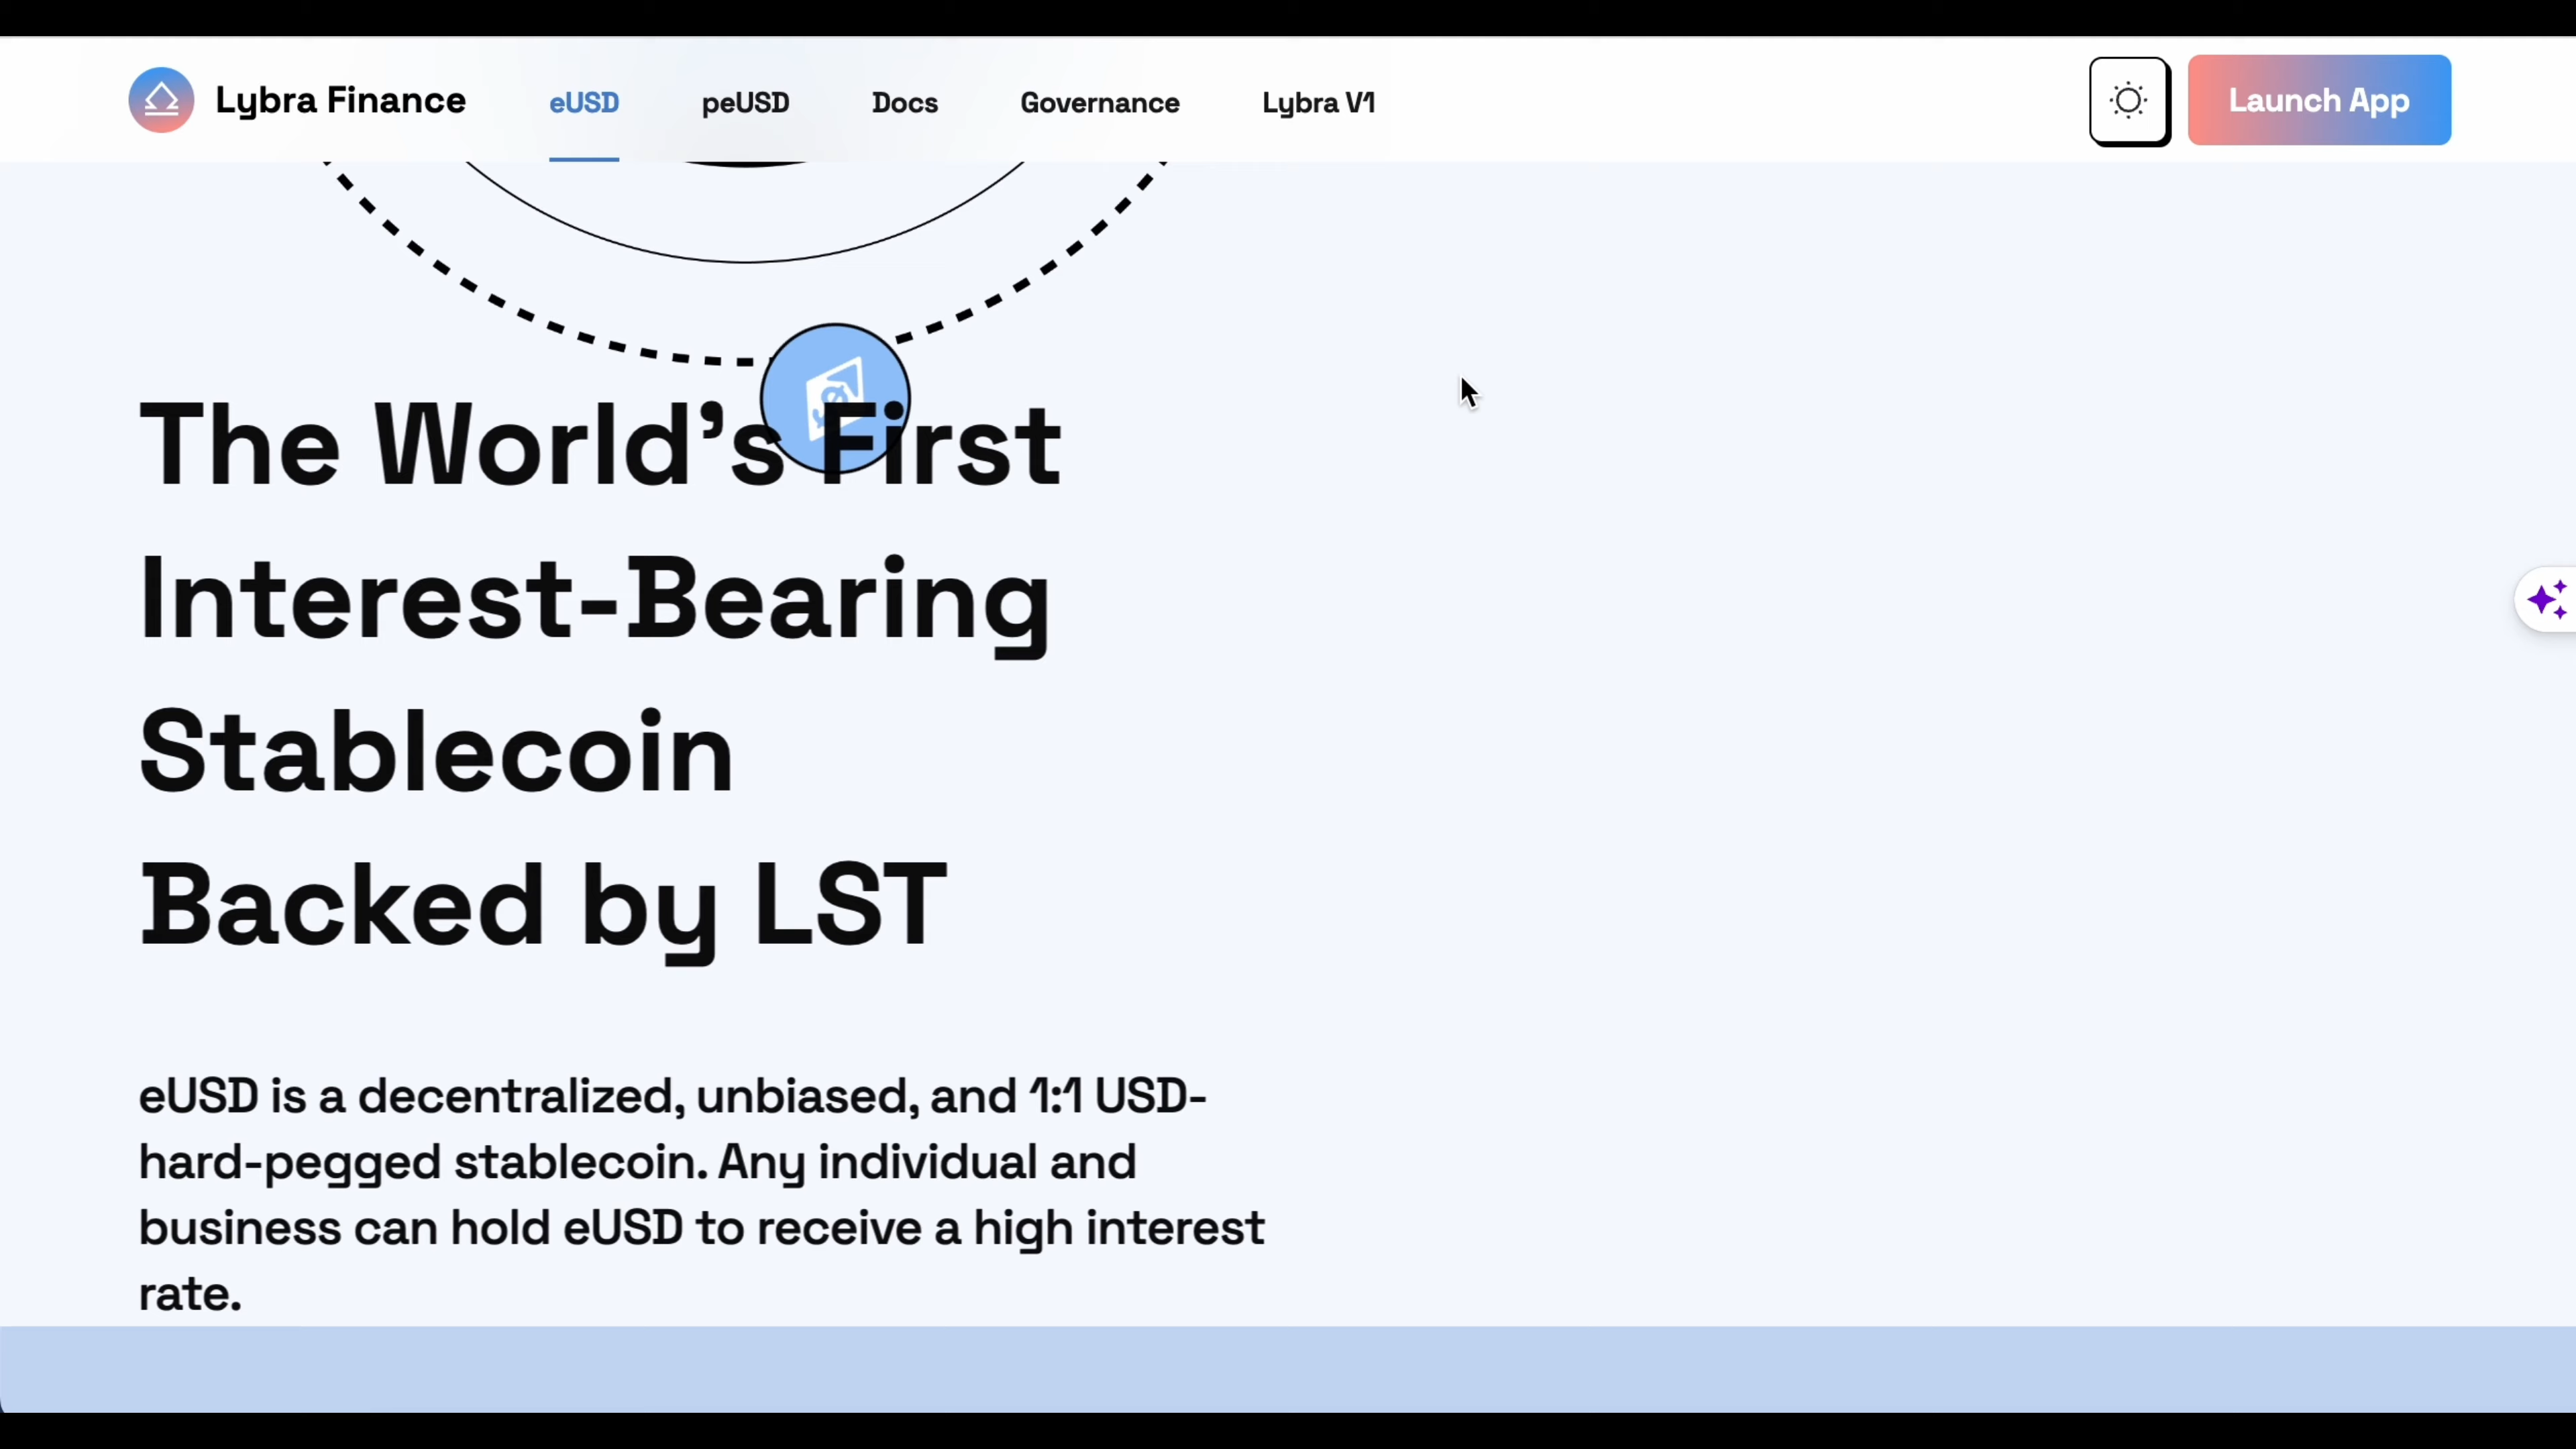 Lybra Finance
eUSD
peUSD
Docs
Governance
Lybra V1
Launch App
The World’s First
Interest-Bearing
Stablecoin
Backed by LST
eUSD is a decentralized, unbiased, and 1:1 USD-
hard-pegged stablecoin. Any individual and
business can hold eUSD to receive a high interest
rate.